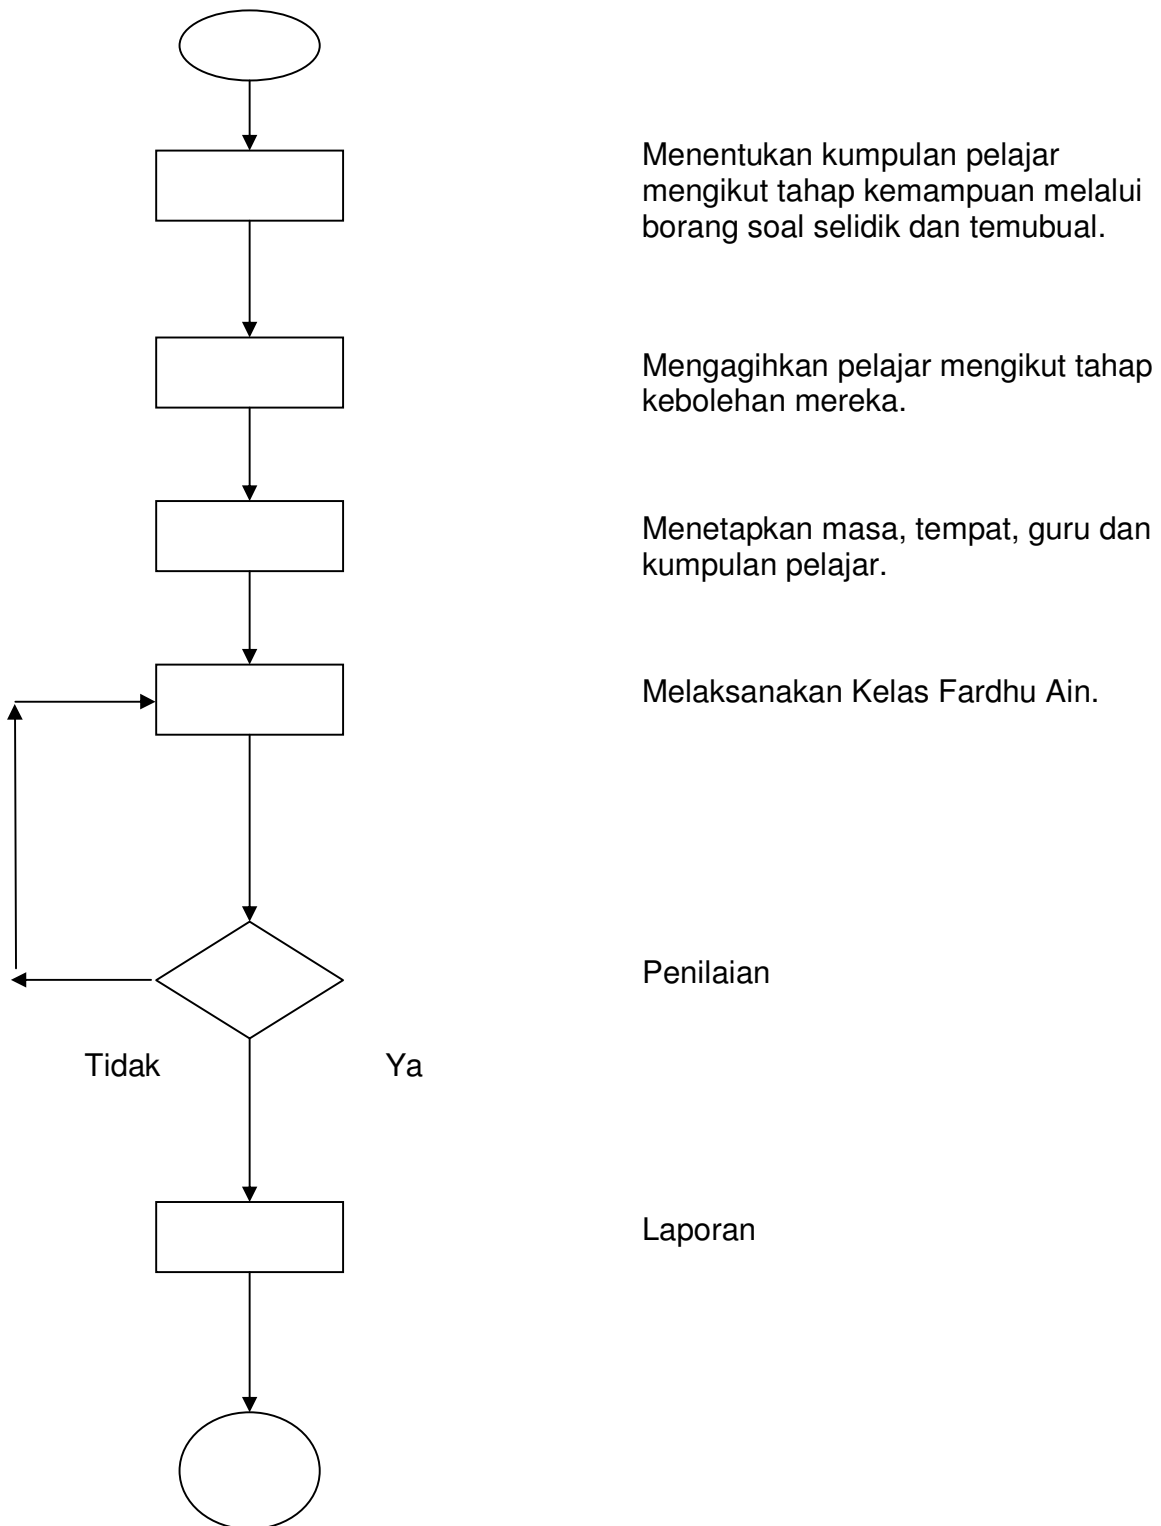 Menentukan kumpulan pelajar
mengikut tahap kemampuan melalui
borang soal selidik dan temubual.
Mengagihkan pelajar mengikut tahap
kebolehan mereka.
Menetapkan masa, tempat, guru dan
kumpulan pelajar.
Melaksanakan Kelas Fardhu Ain.
Penilaian
Tidak
Ya
Laporan